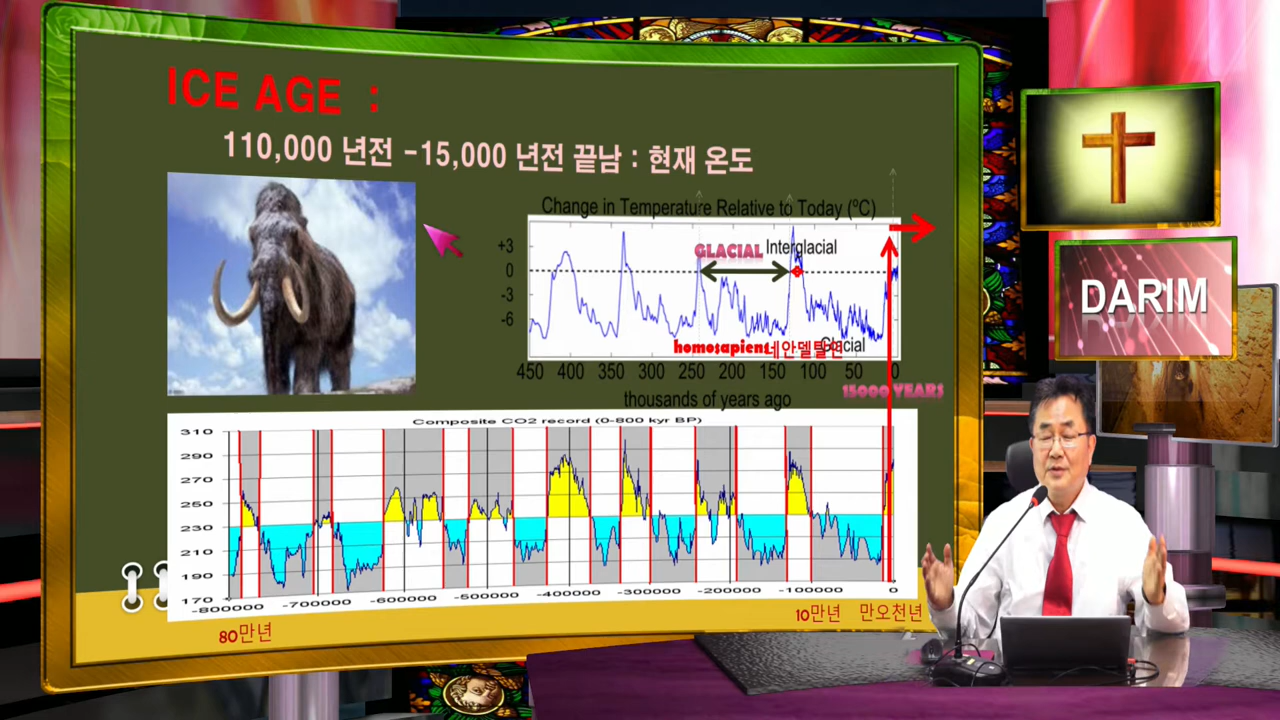 ICE AGE :
110,000 년전 -15,000 년전 끝남 : 현재 온도
Change in Temperature Relative to Today (ºC)
+3
0
-3
-6
GLACIAL
Interglacial
homosapiens
네안델탈인
Glacial
450 400 350 300 250 200 150 100 50 0
thousands of years ago
15000 YEARS
Composite CO2 record (0-800 kyr BP)
310
290
270
250
230
210
190
170
-800000 -700000 -600000 -500000 -400000 -300000 -200000 -100000 0
80만년
10만년
만오천년
DARIM